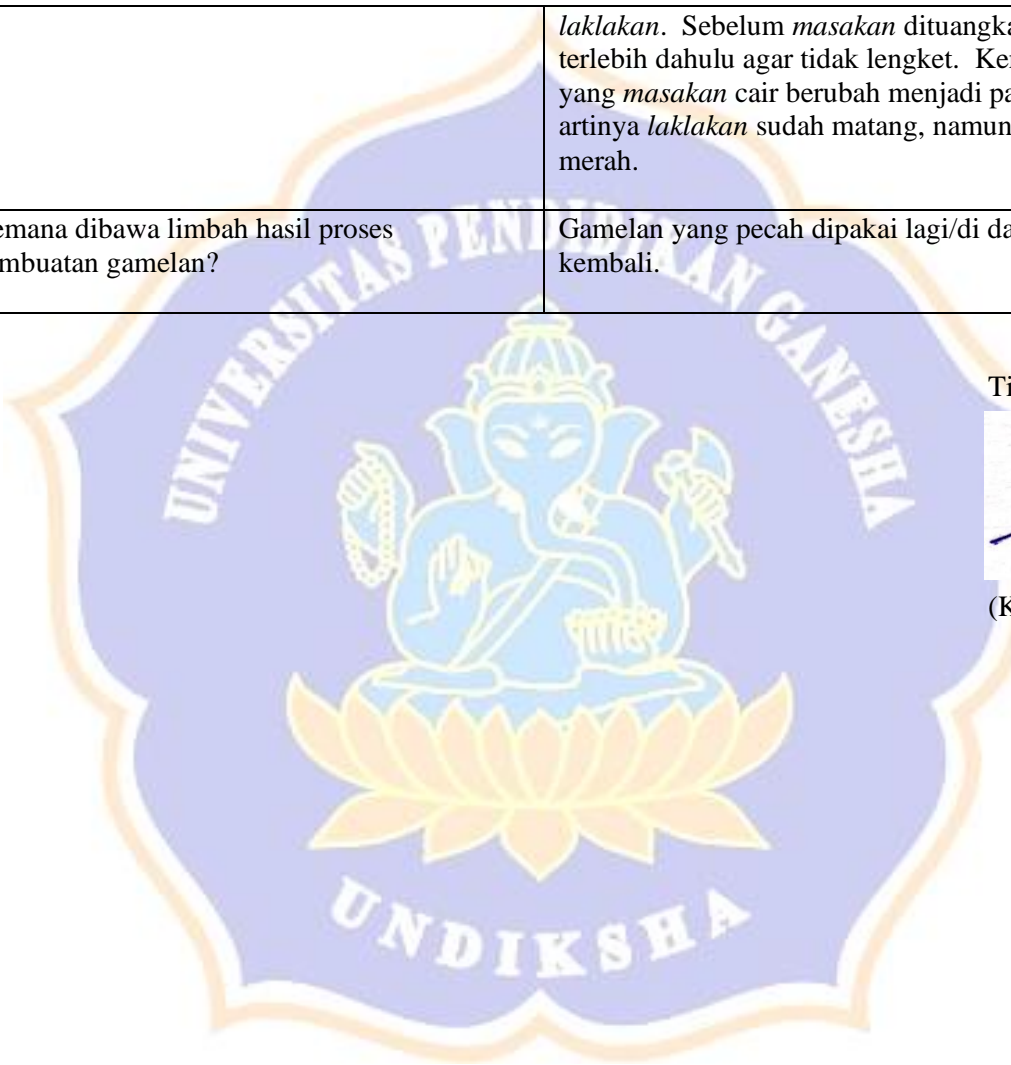 laklakan. Sebelum masakan dituangka
terlebih dahulu agar tidak lengket. Ke
yang masakan cair berubah menjadi pa
artinya laklakan sudah matang, namun
merah.
emana dibawa limbah hasil proses
mbuatan gamelan?
Gamelan yang pecah dipakai lagi/di da
kembali.
Ti
(K
UNIVERSITAS PENDIDIKAN GANESHA
UNDIKSHA